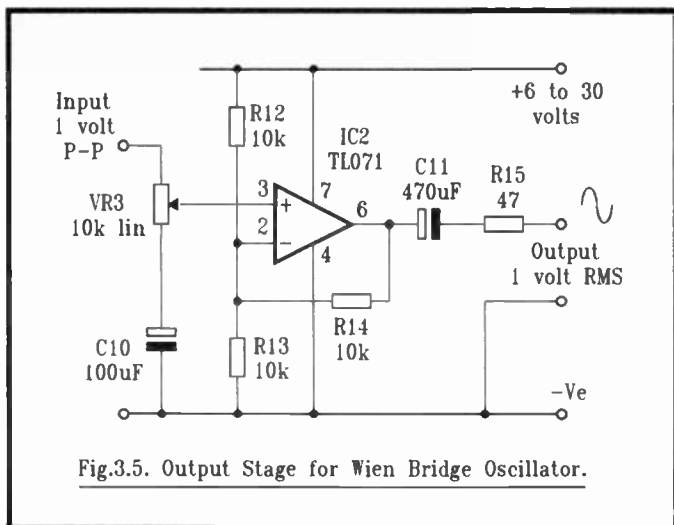 +6 to 30
volts
Input
1 volt
P-P
R12
10k
IC2
TL071
C11
470uF
R15
47
VR3
10k lin
3
+
2
-
7
6
4
Output
1 volt RMS
R14
10k
C10
100uF
R13
10k
-Ve
Fig.3.5. Output Stage for Wien Bridge Oscillator.